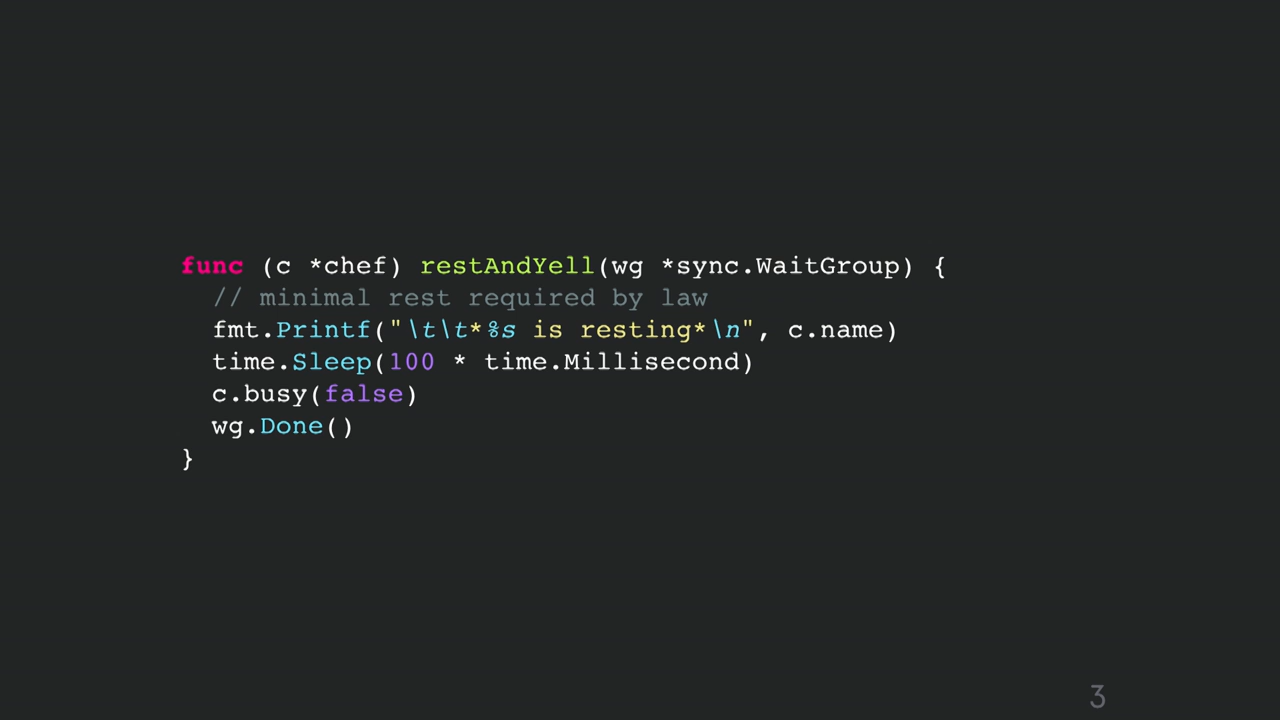 func (c *chef) restAndYell(wg *sync.WaitGroup) {
  // minimal rest required by law
  fmt.Printf("\t\t*%s is resting*\n", c.name)
  time.Sleep(100 * time.Millisecond)
  c.busy(false)
  wg.Done()
}
3